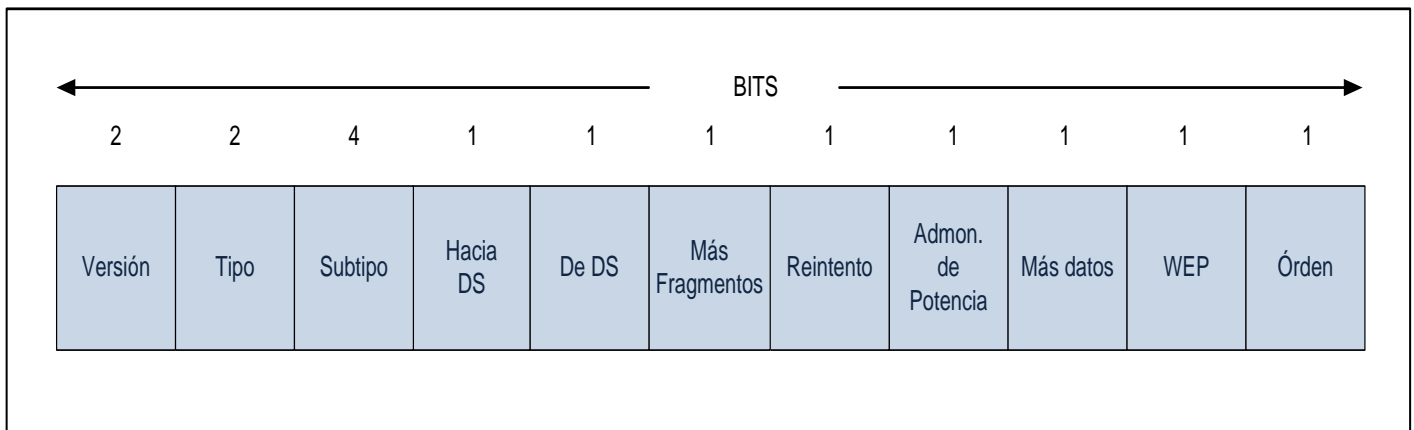 BITS
2 2 4 1 1 1 1 1 1 1 1
Versión
Tipo
Subtipo
Hacia
DS
De DS
Más
Fragmentos
Reintento
Admon.
de
Potencia
Más datos
WEP
Órden